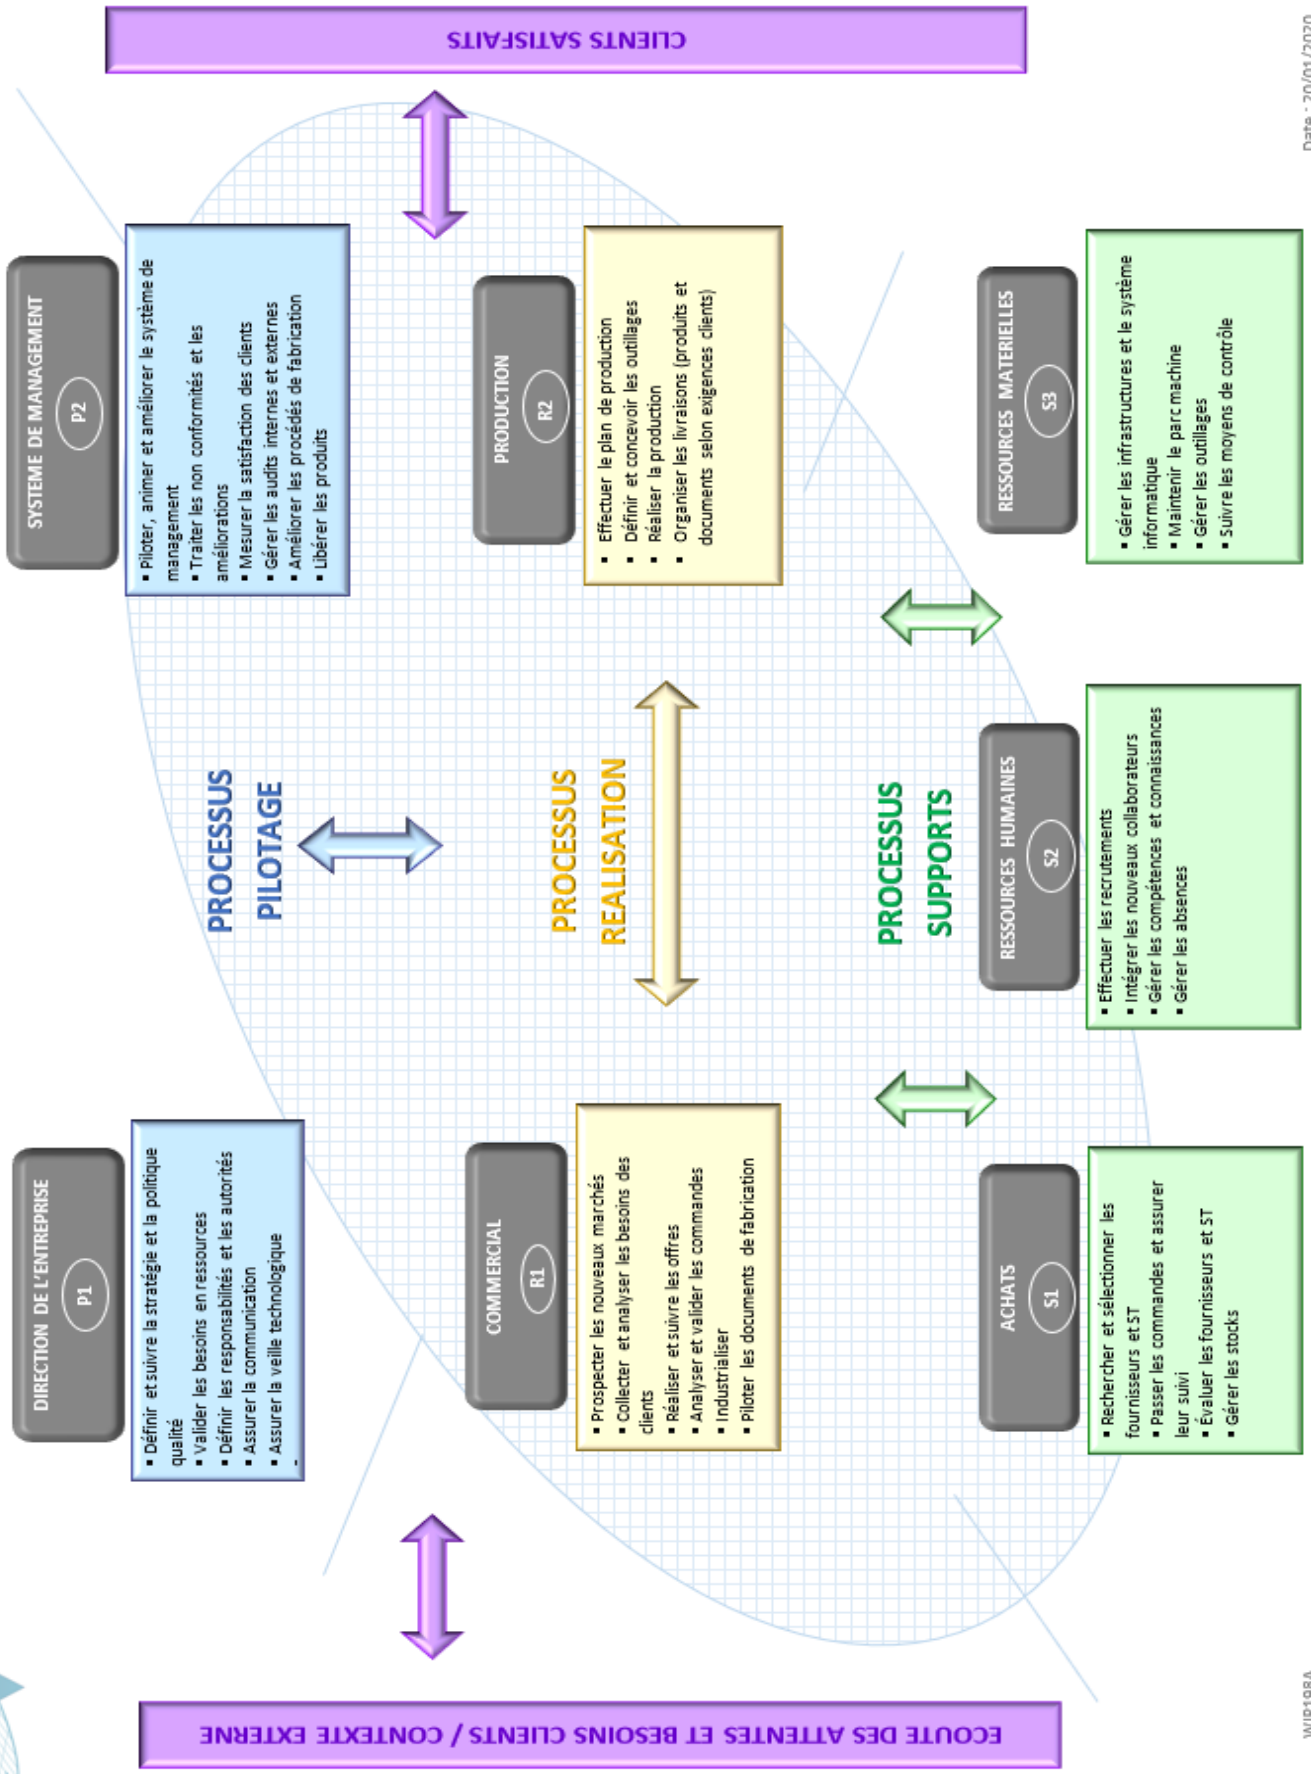 ECOUTE DES ATTENTES ET BESOINS CLIENTS / CONTEXTE EXTERNE
DIRECTION DE L'ENTREPRISE
P1
▪ Définir et suivre la stratégie et la politique
qualité
▪ Valider les besoins en ressources
▪ Définir les responsabilités et les autorités
▪ Assurer la communication
▪ Assurer la veille technologique
PROCESSUS
PILOTAGE
SYSTEME DE MANAGEMENT
P2
▪ Piloter, animer et améliorer le système de
management
▪ Traiter les non conformités et les
améliorations
▪ Mesurer la satisfaction des clients
▪ Gérer les audits internes et externes
▪ Améliorer les procédés de fabrication
▪ Libérer les produits
COMMERCIAL
R1
▪ Prospecter les nouveaux marchés
▪ Collecter et analyser les besoins des
clients
▪ Réaliser et suivre les offres
▪ Analyser et valider les commandes
▪ Industrialiser
▪ Piloter les documents de fabrication
PROCESSUS
REALISATION
PRODUCTION
R2
▪ Effectuer le plan de production
▪ Définir et concevoir les outillages
▪ Réaliser la production
▪ Organiser les livraisons (produits et
documents selon exigences clients)
PROCESSUS
SUPPORTS
ACHATS
S1
▪ Rechercher et sélectionner les
fournisseurs et ST
▪ Passer les commandes et assurer
leur suivi
▪ Évaluer les fournisseurs et ST
▪ Gérer les stocks
RESSOURCES HUMAINES
S2
▪ Effectuer les recrutements
▪ Intégrer les nouveaux collaborateurs
▪ Gérer les compétences et connaissances
▪ Gérer les absences
RESSOURCES MATERIELLES
S3
▪ Gérer les infrastructures et le système
informatique
▪ Maintenir le parc machine
▪ Gérer les outillages
▪ Suivre les moyens de contrôle
CLIENTS SATISFAITS
Date : 20/01/2020